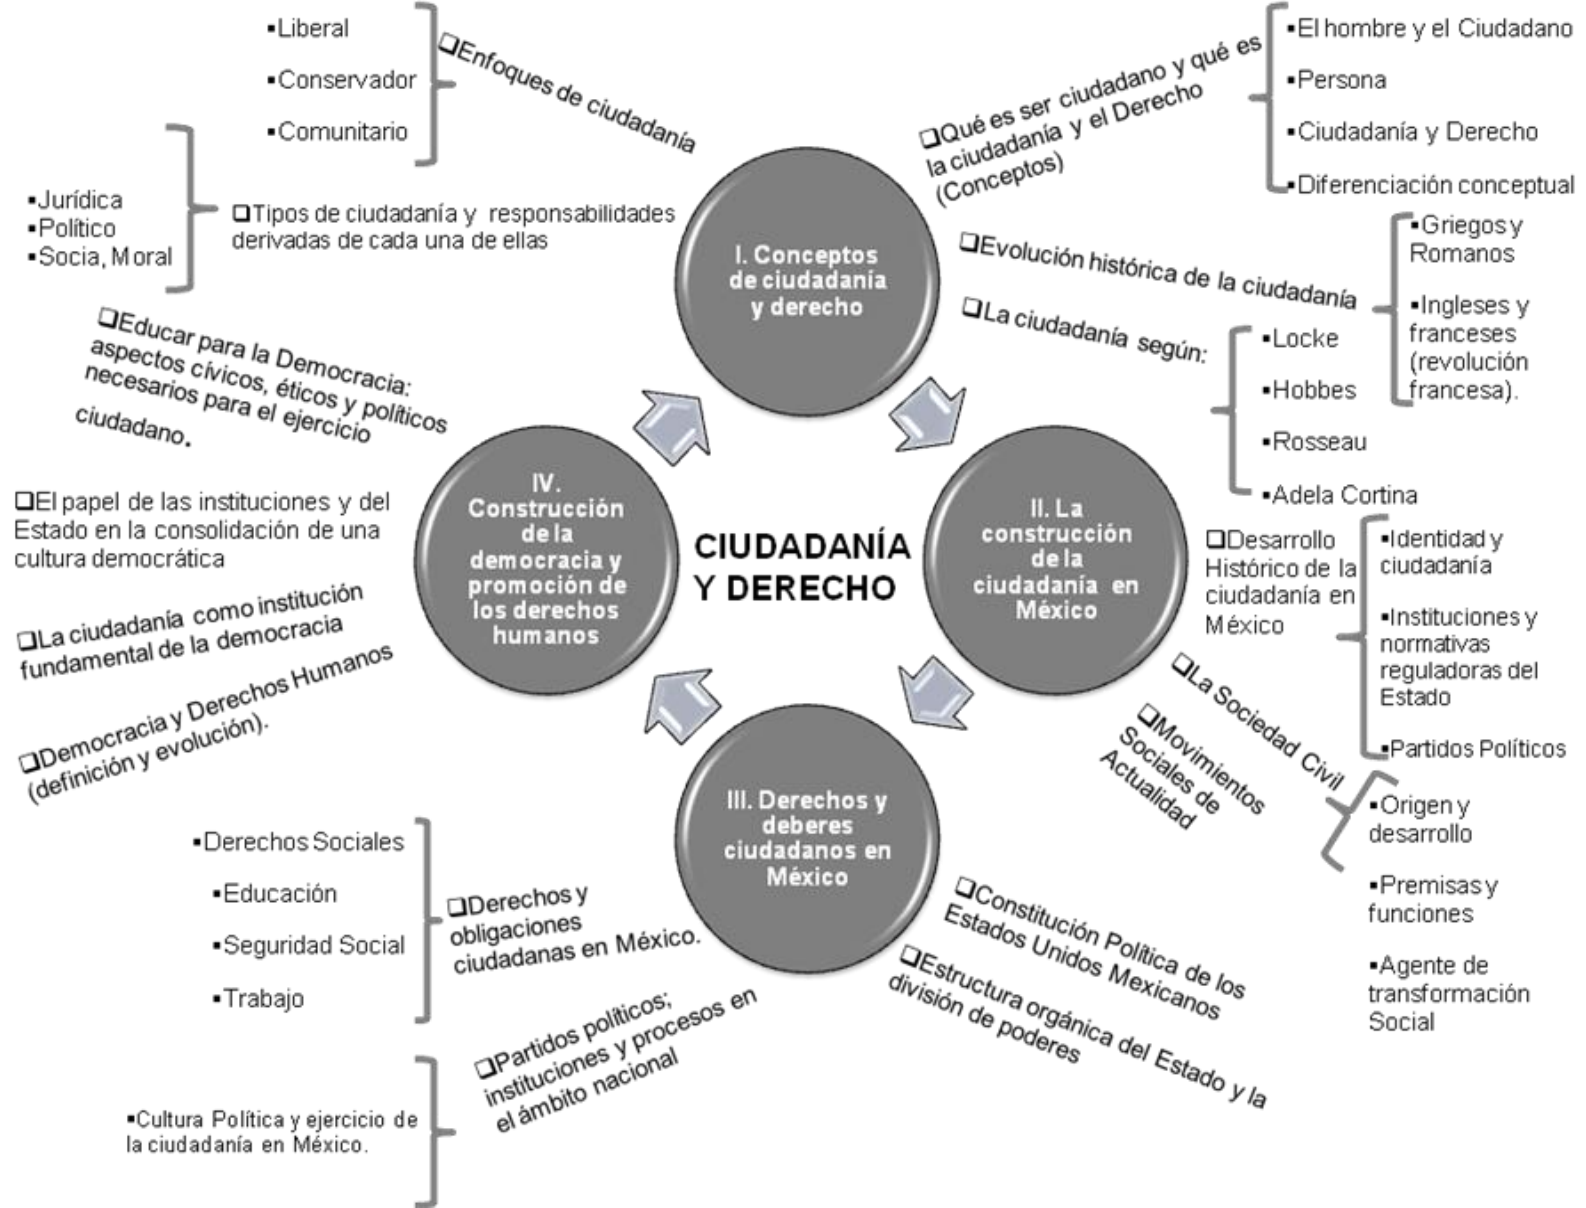 CIUDADANÍA
Y DERECHO
I. Conceptos
de ciudadanía
y derecho
❑Qué es ser ciudadano y qué es
la ciudadanía y el Derecho
(Conceptos)
▪El hombre y el Ciudadano
▪Persona
▪Ciudadanía y Derecho
▪Diferenciación conceptual
❑Evolución histórica de la ciudadanía
▪Griegos y
Romanos
▪Ingleses y
franceses
(revolución
francesa).
❑La ciudadanía según:
▪Locke
▪Hobbes
▪Rosseau
▪Adela Cortina
❑Enfoques de ciudadanía
▪Liberal
▪Conservador
▪Comunitario
❑Tipos de ciudadanía y responsabilidades
derivadas de cada una de ellas
▪Jurídica
▪Político
▪Socia, Moral
II. La
construcción
de la
ciudadanía en
México
❑Desarrollo
Histórico de la
ciudadanía en
México
▪Identidad y
ciudadanía
▪Instituciones y
normativas
reguladoras del
Estado
▪Partidos Políticos
❑La Sociedad Civil
▪Origen y
desarrollo
▪Premisas y
funciones
▪Agente de
transformación
Social
❑Movimientos
Sociales de
Actualidad
III. Derechos y
deberes
ciudadanos en
México
❑Constitución Política de los
Estados Unidos Mexicanos
❑Estructura orgánica del Estado y la
división de poderes
❑Derechos y
obligaciones
ciudadanas en México.
▪Derechos Sociales
▪Educación
▪Seguridad Social
▪Trabajo
❑Partidos políticos;
instituciones y procesos en
el ámbito nacional
▪Cultura Política y ejercicio de
la ciudadanía en México.
IV.
Construcción
de la
democracia y
promoción de
los derechos
humanos
❑Educar para la Democracia:
aspectos cívicos, éticos y políticos
necesarios para el ejercicio
ciudadano.
❑El papel de las instituciones y del
Estado en la consolidación de una
cultura democrática
❑La ciudadanía como institución
fundamental de la democracia
❑Democracia y Derechos Humanos
(definición y evolución).